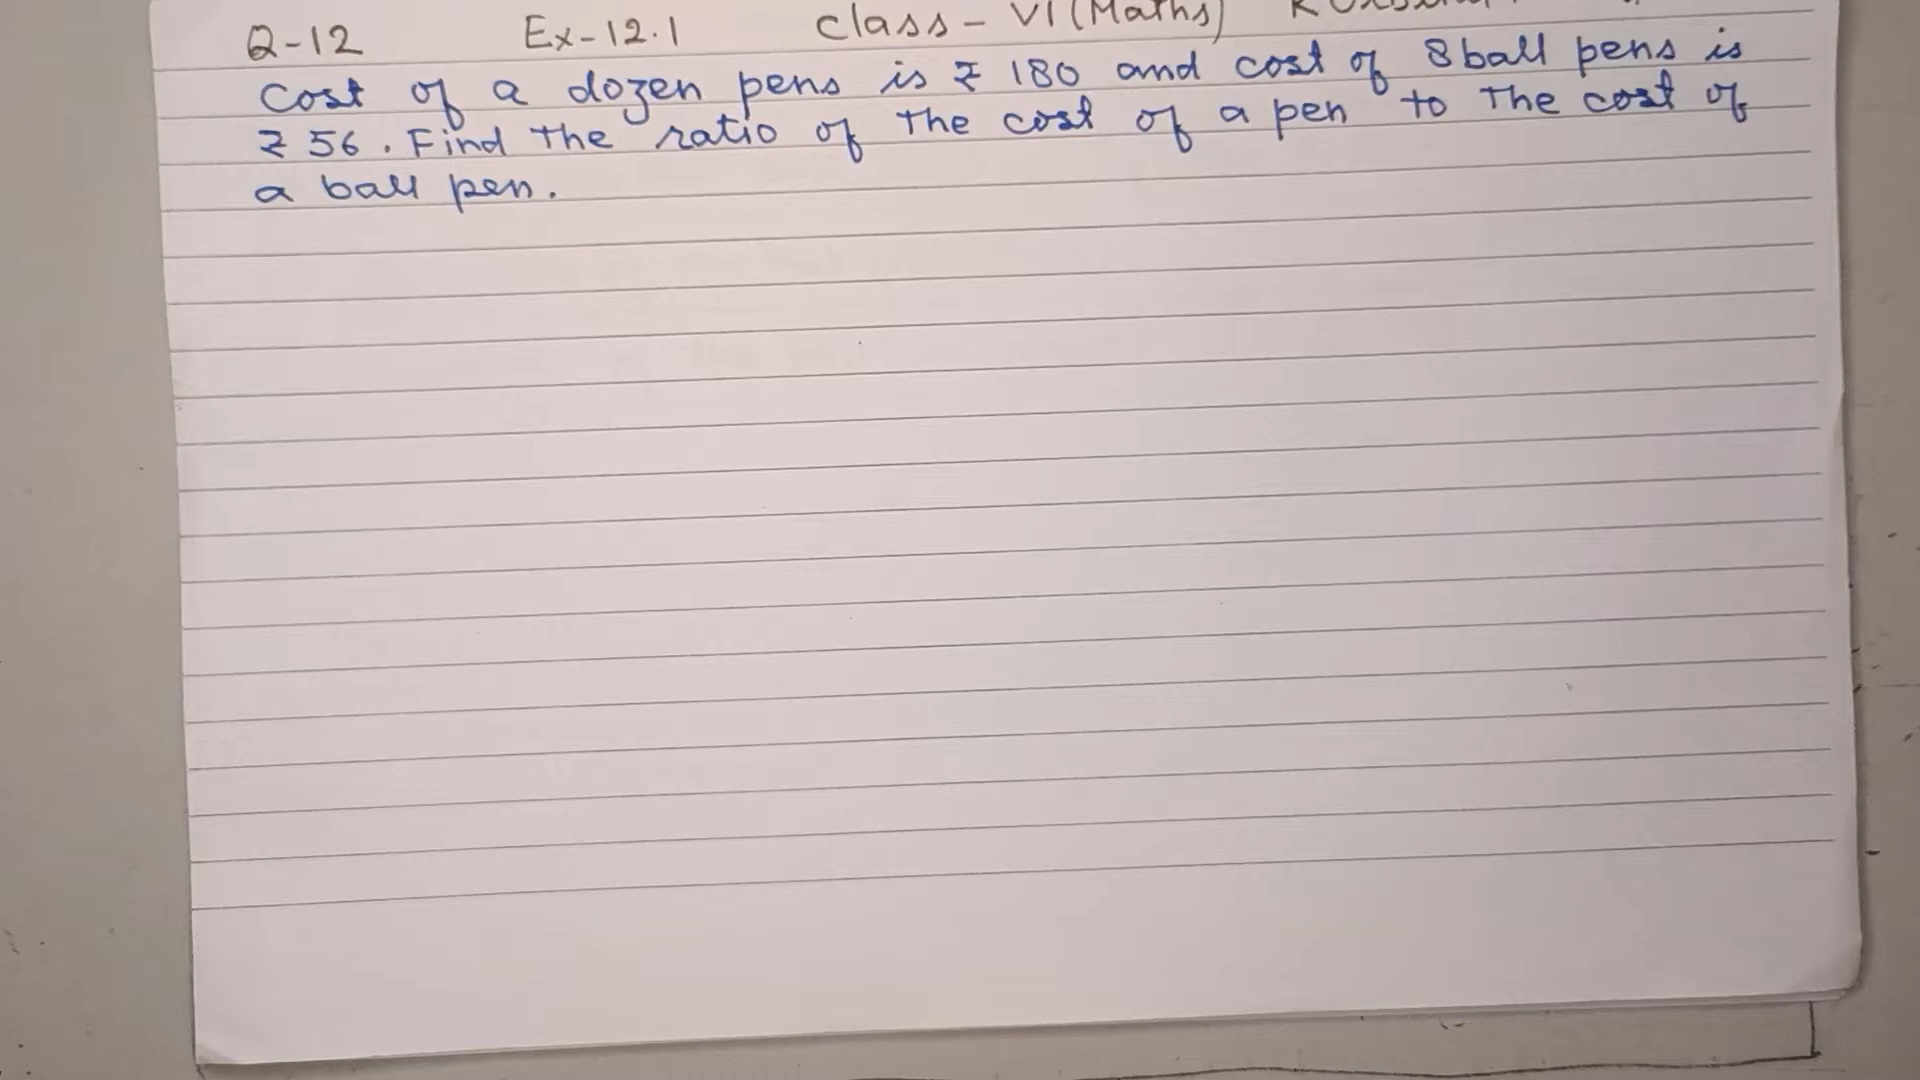 Q-12 Ex-12.1 Class - VI (Maths)
Cost of a dozen pens is ₹ 180 and cost of 8 ball pens is
₹ 56. Find the ratio of the cost of a pen to the cost of
a ball pen.